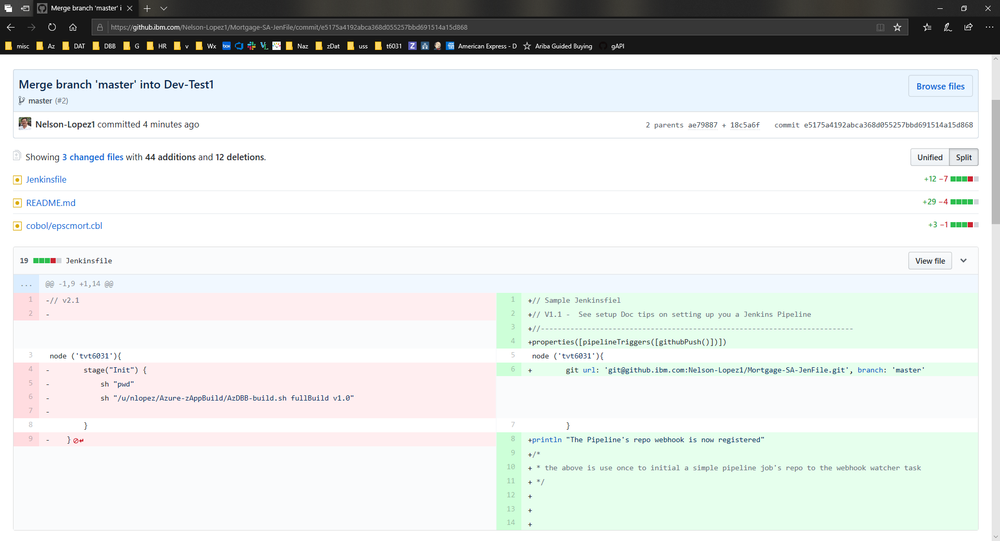 Merge branch 'master' i
https://github.ibm.com/Nelson-Lopez1/Mortgage-SA-JenFile/commit/e5175a4192abca368d055257bbd691514a15d868
misc Az DAT DBB G HR v Wx box Naz zDat uss t6031 Z American Express - D Ariba Guided Buying gAPI
Merge branch 'master' into Dev-Test1
Browse files
master (#2)
Nelson-Lopez1 committed 4 minutes ago
2 parents ae79887 + 18c5a6f commit e5175a4192abca368d055257bbd691514a15d868
Showing 3 changed files with 44 additions and 12 deletions.
Unified Split
Jenkinsfile +12 −7
README.md +29 −4
cobol/epscmort.cbl +3 −1
19 Jenkinsfile
View file
... @@ -1,9 +1,14 @@
1 -// v2.1
2 -
3 node ('tvt6031'){
4 - stage("Init") {
5 - sh "pwd"
6 - sh "/u/nlopez/Azure-zAppBuild/AzDBB-build.sh fullBuild v1.0"
7 -
8 }
9 - }
1 +// Sample Jenkinsfiel
2 +// V1.1 -  See setup Doc tips on setting up you a Jenkins Pipeline
3 +//--------------------------------------------------------------------------
4 +properties([pipelineTriggers([githubPush()])])
5 node ('tvt6031'){
6 + git url: 'git@github.ibm.com:Nelson-Lopez1/Mortgage-SA-JenFile.git', branch: 'master'
7 }
8 +println "The Pipeline's repo webhook is now registered"
9 +/*
10 + * the above is use once to initial a simple pipeline job's repo to the webhook watcher task
11 + */
12 +
13 +
14 +